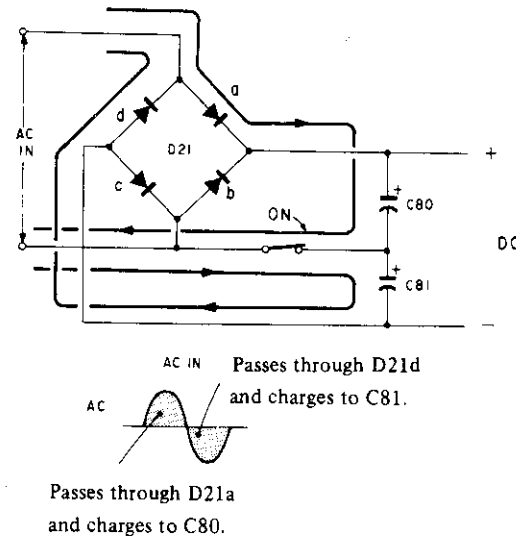 a
d
AC
IN
D21
+
c
b
+
C80
ON
DC
+
C81
−
AC IN
Passes through D21d
and charges to C81.
AC
Passes through D21a
and charges to C80.